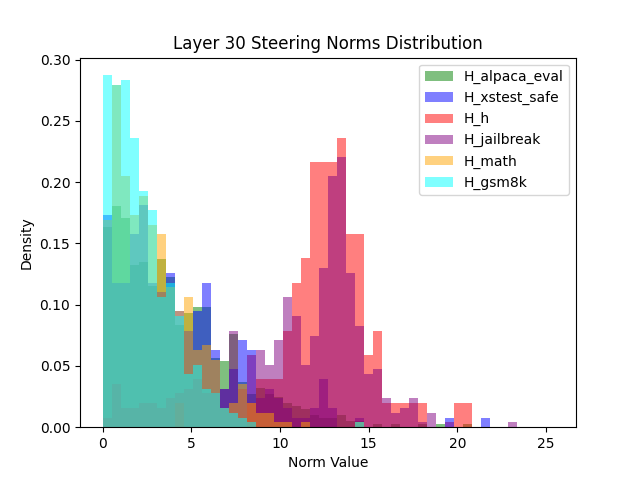 Layer 30 Steering Norms Distribution
0.30
0.25
0.20
0.15
0.10
0.05
0.00
Density
H_alpaca_eval
H_xstest_safe
H_h
H_jailbreak
H_math
H_gsm8k
0 5 10 15 20 25
Norm Value